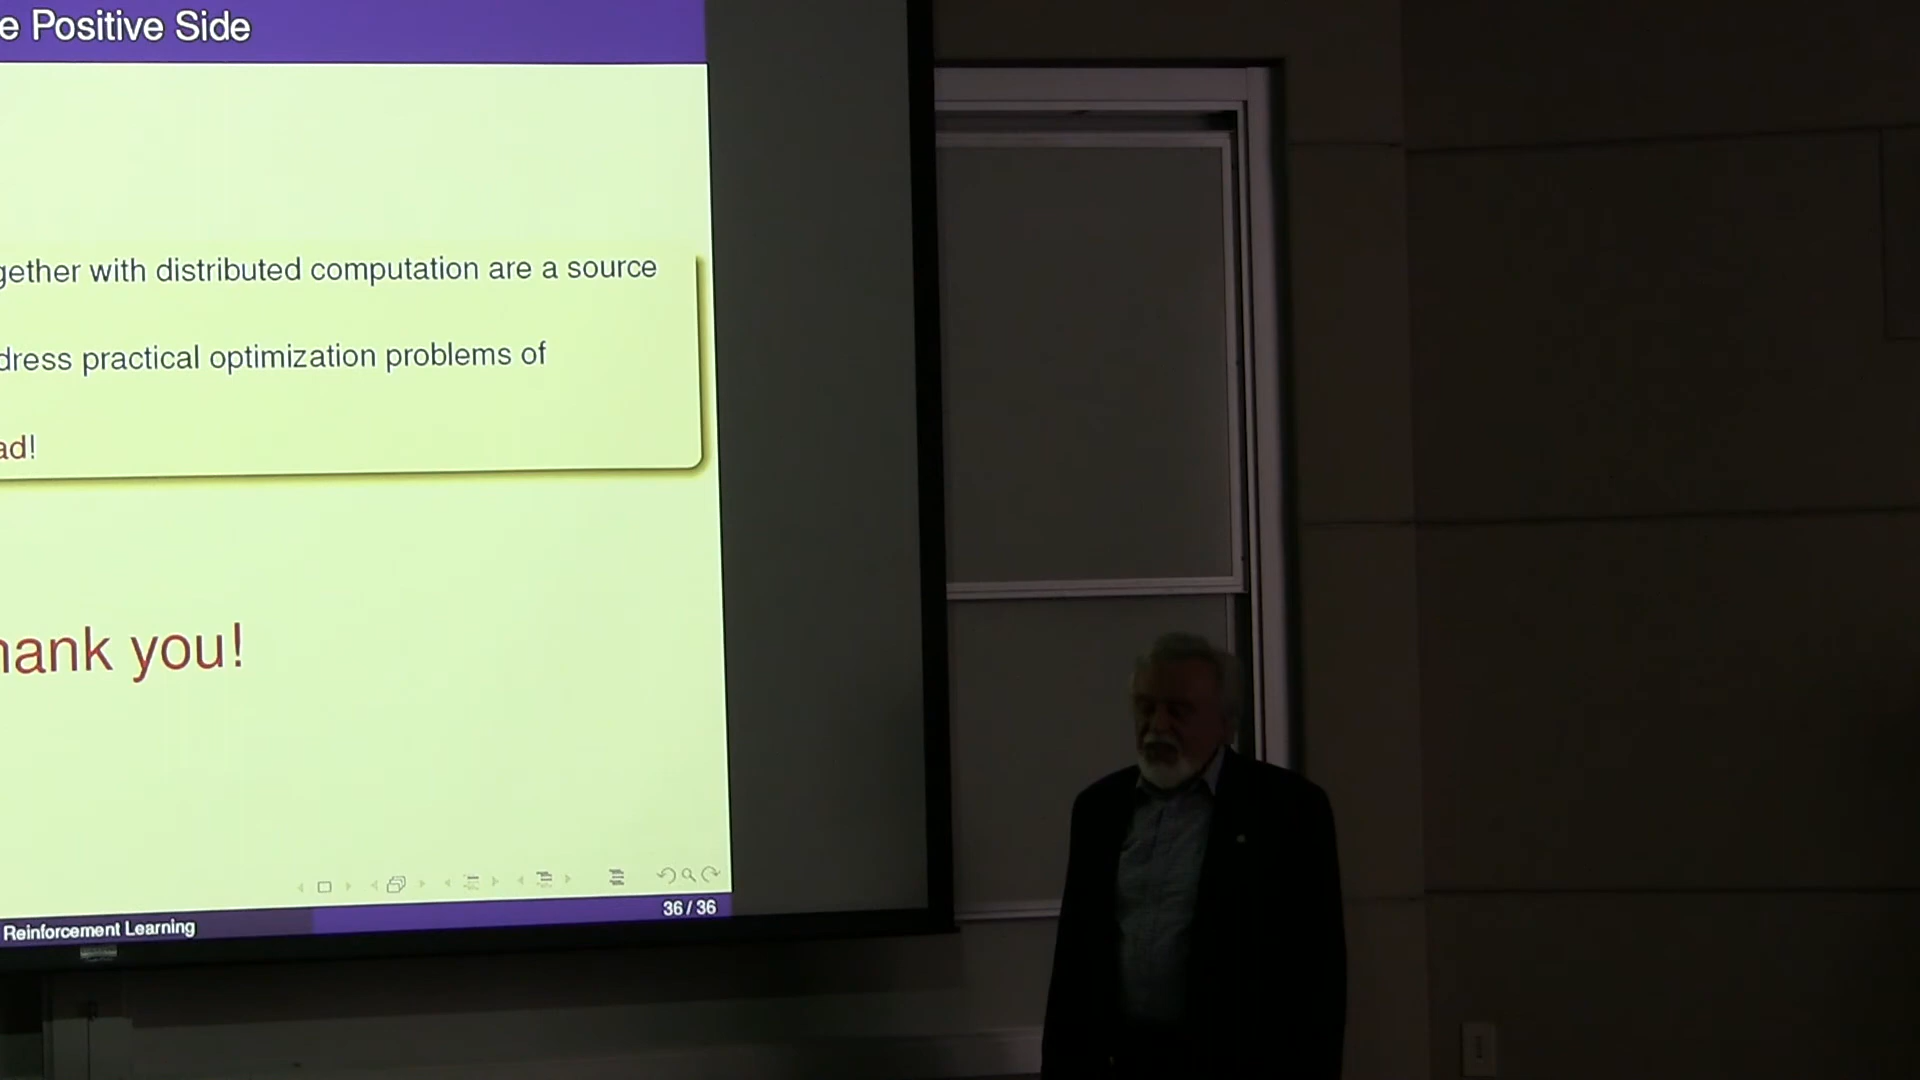 e Positive Side
gether with distributed computation are a source
dress practical optimization problems of
ad!
hank you!
36 / 36
Reinforcement Learning